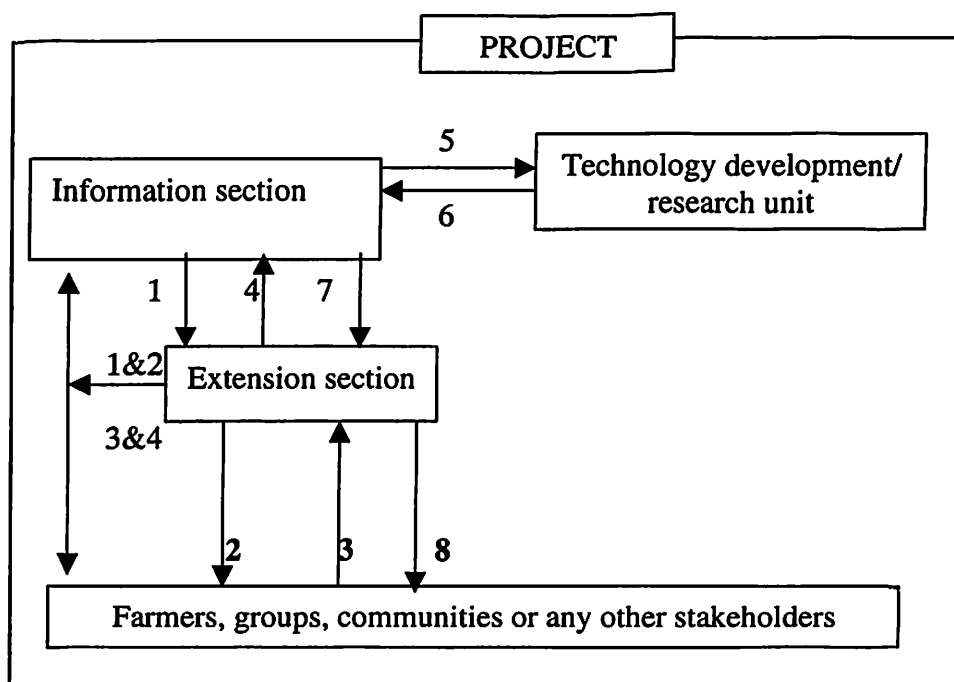 PROJECT
5
Technology development/
research unit
Information section
6
1
4
7
1&2
Extension section
3&4
2
3
8
Farmers, groups, communities or any other stakeholders